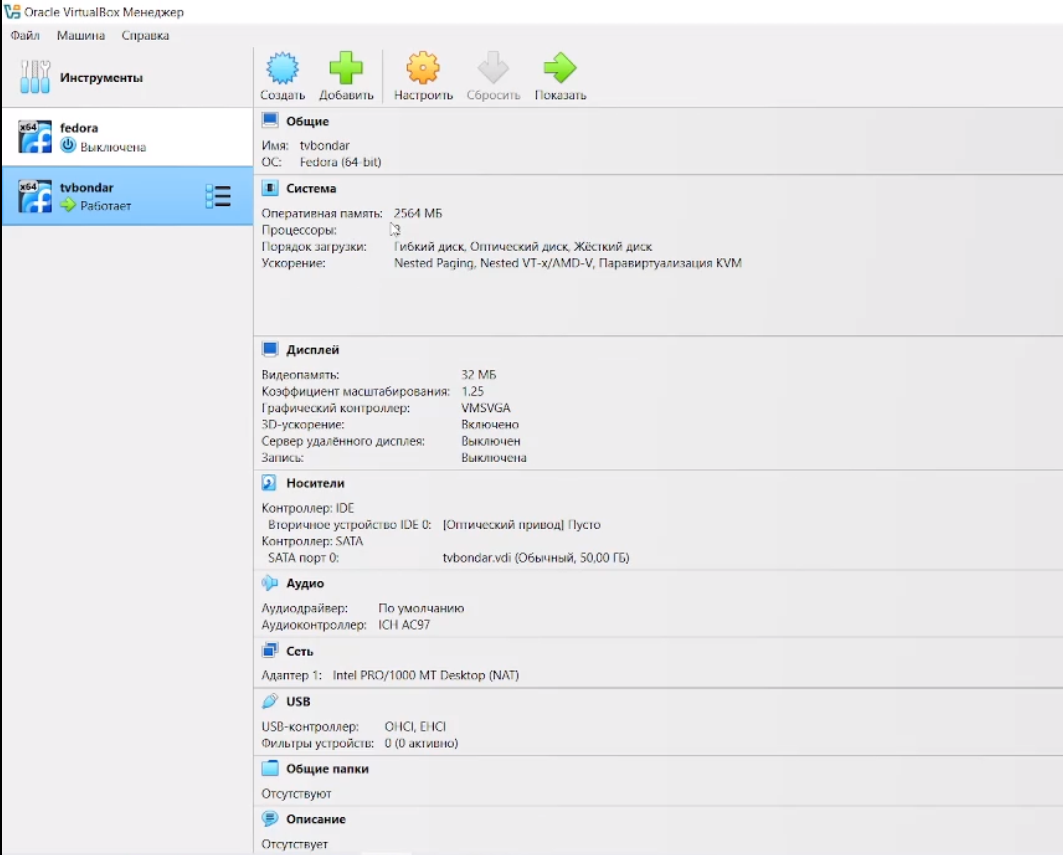 Oracle VirtualBox Менеджер
Файл Машина Справка
Инструменты
Создать Добавить Настроить Сбросить Показать
x64
fedora
Выключена
x64
tvbondar
Работает
Общие
Имя: tvbondar
ОС: Fedora (64-bit)
Система
Оперативная память: 2564 МБ
Процессоры: 3
Порядок загрузки: Гибкий диск, Оптический диск, Жёсткий диск
Ускорение: Nested Paging, Nested VT-x/AMD-V, Паравиртуализация KVM
Дисплей
Видеопамять: 32 МБ
Коэффициент масштабирования: 1.25
Графический контроллер: VMSVGA
3D-ускорение: Включено
Сервер удалённого дисплея: Выключен
Запись: Выключена
Носители
Контроллер: IDE
Вторичное устройство IDE 0: [Оптический привод] Пусто
Контроллер: SATA
SATA порт 0: tvbondar.vdi (Обычный, 50,00 ГБ)
Аудио
Аудиодрайвер: По умолчанию
Аудиоконтроллер: ICH AC97
Сеть
Адаптер 1: Intel PRO/1000 MT Desktop (NAT)
USB
USB-контроллер: OHCI, EHCI
Фильтры устройств: 0 (0 активно)
Общие папки
Отсутствуют
Описание
Отсутствует